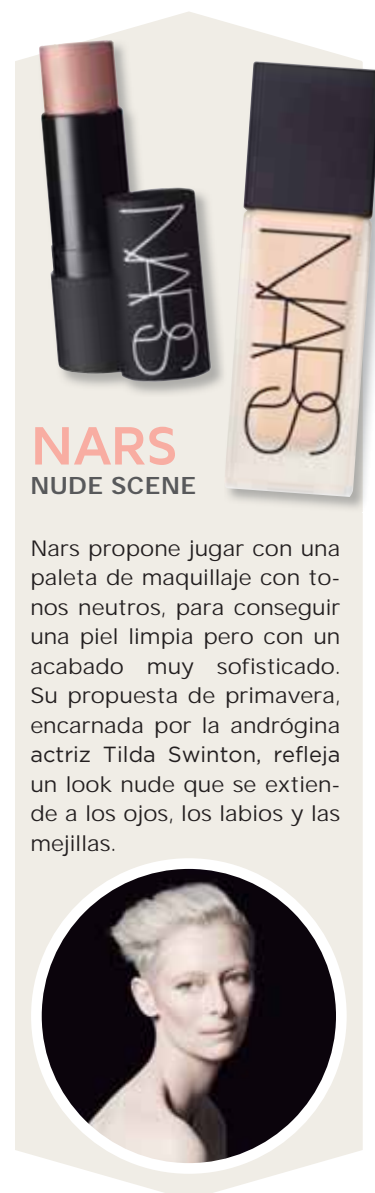 NARS
NARS
NARS
NUDE SCENE
Nars propone jugar con una
paleta de maquillaje con to-
nos neutros, para conseguir
una piel limpia pero con un
acabado muy sofisticado.
Su propuesta de primavera,
encarnada por la andrógina
actriz Tilda Swinton, refleja
un look nude que se extien-
de a los ojos, los labios y las
mejillas.